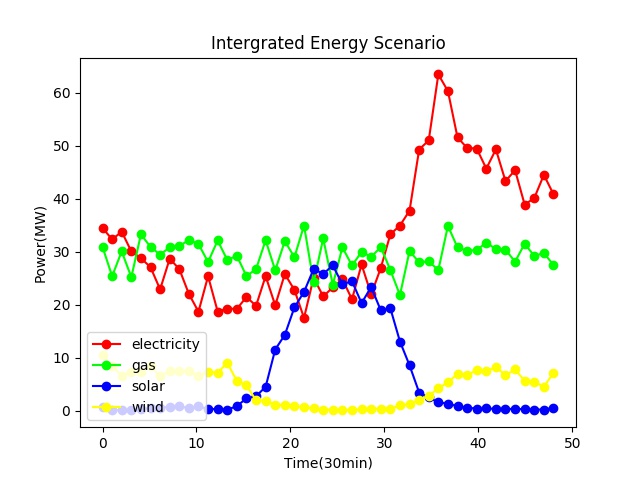 Intergrated Energy Scenario
Power(MW)
60
50
40
30
20
10
0
electricity
gas
solar
wind
0 10 20 30 40 50
Time(30min)